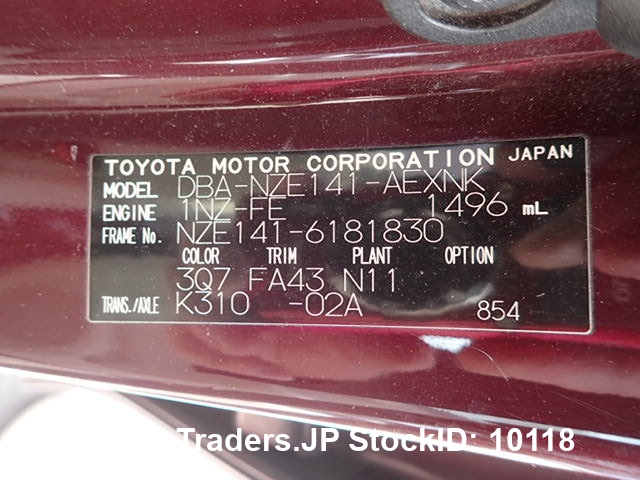 TOYOTA MOTOR CORPORATION JAPAN
MODEL DBA-NZE141-AEXNK
ENGINE 1NZ-FE 1496 mL
FRAME No. NZE141-6181830
COLOR TRIM PLANT OPTION
3Q7 FA43 N11
TRANS./AXLE K310 -02A 854
Traders.JP StockID: 10118